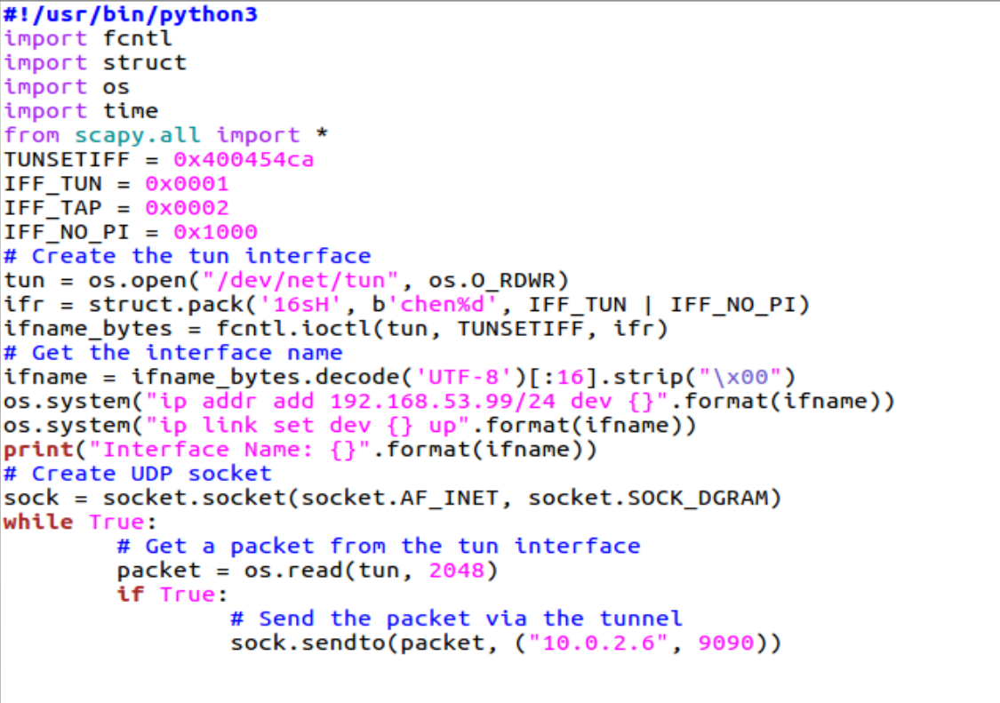 #!/usr/bin/python3
import fcntl
import struct
import os
import time
from scapy.all import *
TUNSETIFF = 0x400454ca
IFF_TUN = 0x0001
IFF_TAP = 0x0002
IFF_NO_PI = 0x1000
# Create the tun interface
tun = os.open("/dev/net/tun", os.O_RDWR)
ifr = struct.pack('16sH', b'chen%d', IFF_TUN | IFF_NO_PI)
ifname_bytes = fcntl.ioctl(tun, TUNSETIFF, ifr)
# Get the interface name
ifname = ifname_bytes.decode('UTF-8')[:16].strip("\x00")
os.system("ip addr add 192.168.53.99/24 dev {}".format(ifname))
os.system("ip link set dev {} up".format(ifname))
print("Interface Name: {}".format(ifname))
# Create UDP socket
sock = socket.socket(socket.AF_INET, socket.SOCK_DGRAM)
while True:
        # Get a packet from the tun interface
        packet = os.read(tun, 2048)
        if True:
                # Send the packet via the tunnel
                sock.sendto(packet, ("10.0.2.6", 9090))